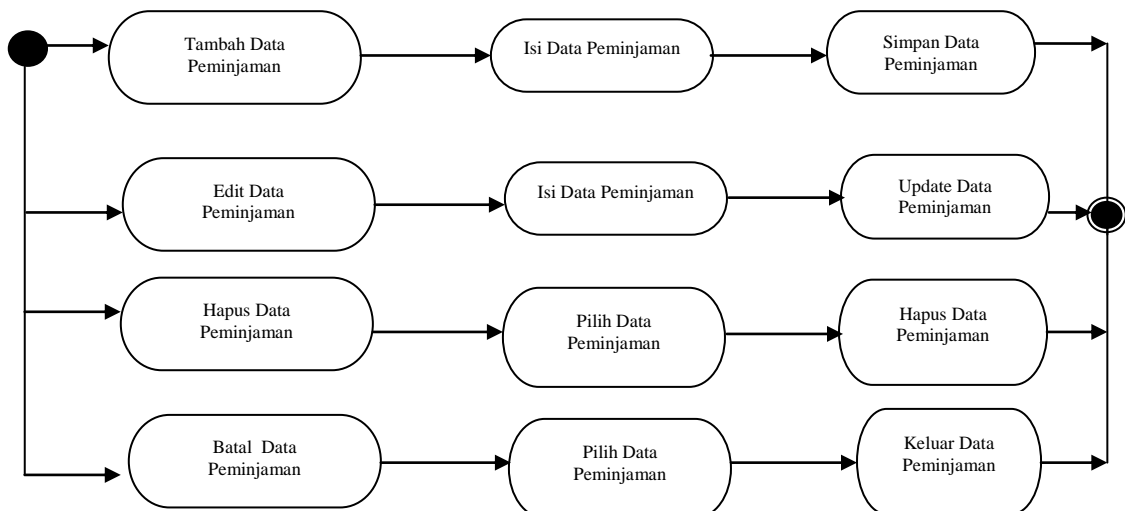 Tambah Data
Peminjaman
Isi Data Peminjaman
Simpan Data
Peminjaman
Edit Data
Peminjaman
Isi Data Peminjaman
Update Data
Peminjaman
Hapus Data
Peminjaman
Pilih Data
Peminjaman
Hapus Data
Peminjaman
Batal Data
Peminjaman
Pilih Data
Peminjaman
Keluar Data
Peminjaman